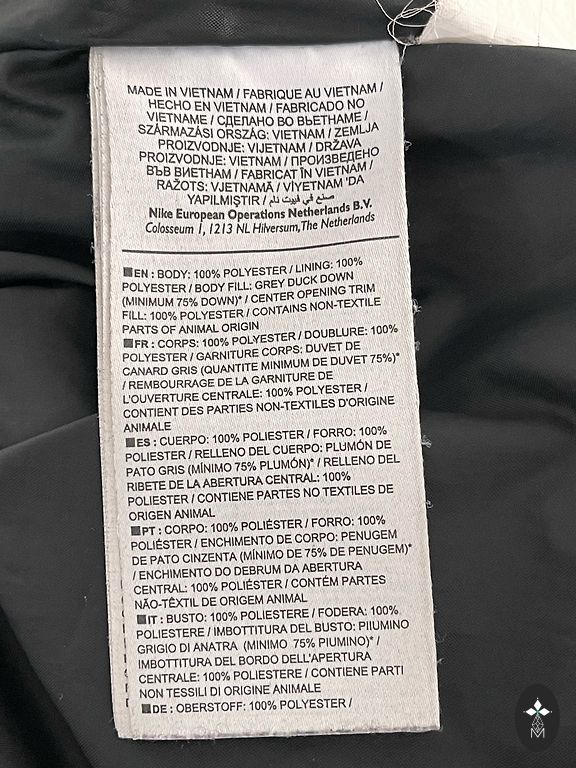 MADE IN VIETNAM / FABRIQUE AU VIETNAM /
HECHO EN VIETNAM / FABRICADO NO
VIETNAME / СДЕЛАНО ВО ВЬЕТНАМЕ /
SZÁRMAZÁSI ORSZÁG: VIETNAM / ZEMLJA
PROIZVODNJE: VIJETNAM / DRŽAVA
PROIZVODNJE: VIETNAM / ПРОИЗВЕДЕНО
ВЪВ ВИЕТНАМ / FABRICAT ÎN VIETNAM /
RAŽOTS: VJETNAMĀ / VİYETNAM 'DA
YAPILMIŞTIR / صنع في فيوت نام
Nike European Operations Netherlands B.V.
Colosseum 1, 1213 NL Hilversum,The Netherlands
EN : BODY: 100% POLYESTER / LINING: 100%
POLYESTER / BODY FILL: GREY DUCK DOWN
(MINIMUM 75% DOWN)* / CENTER OPENING TRIM
FILL: 100% POLYESTER / CONTAINS NON-TEXTILE
PARTS OF ANIMAL ORIGIN
FR : CORPS: 100% POLYESTER / DOUBLURE: 100%
POLYESTER / GARNITURE CORPS: DUVET DE
CANARD GRIS (QUANTITE MINIMUM DE DUVET 75%)*
/ REMBOURRAGE DE LA GARNITURE DE
L'OUVERTURE CENTRALE: 100% POLYESTER /
CONTIENT DES PARTIES NON-TEXTILES D'ORIGINE
ANIMALE
ES : CUERPO: 100% POLIESTER / FORRO: 100%
POLIESTER / RELLENO DEL CUERPO: PLUMÓN DE
PATO GRIS (MÍNIMO 75% PLUMÓN)* / RELLENO DEL
RIBETE DE LA ABERTURA CENTRAL: 100%
POLIESTER / CONTIENE PARTES NO TEXTILES DE
ORIGEN ANIMAL
PT : CORPO: 100% POLIÉSTER / FORRO: 100%
POLIÉSTER / ENCHIMENTO DE CORPO: PENUGEM
DE PATO CINZENTA (MÍNIMO DE 75% DE PENUGEM)*
/ ENCHIMENTO DO DEBRUM DA ABERTURA
CENTRAL: 100% POLIÉSTER / CONTÉM PARTES
NÃO-TÊXTIL DE ORIGEM ANIMAL
IT : BUSTO: 100% POLIESTERE / FODERA: 100%
POLIESTERE / IMBOTTITURA DEL BUSTO: PIIUMINO
GRIGIO DI ANATRA (MINIMO 75% PIUMINO)* /
IMBOTTITURA DEL BORDO DELL'APERTURA
CENTRALE: 100% POLIESTERE / CONTIENE PARTI
NON TESSILI DI ORIGINE ANIMALE
DE : OBERSTOFF: 100% POLYESTER /
M